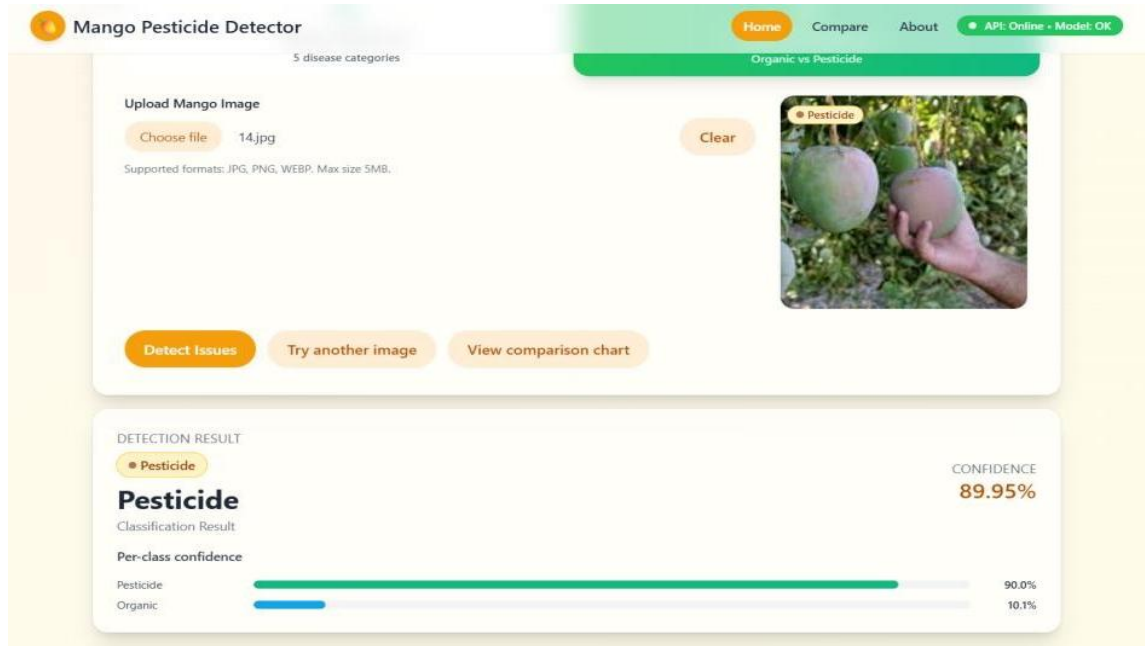 Mango Pesticide Detector
Home
Compare
About
API: Online • Model: OK
5 disease categories
Organic vs Pesticide
Upload Mango Image
Choose file
14.jpg
Clear
Supported formats: JPG, PNG, WEBP. Max size 5MB.
Pesticide
Detect Issues
Try another image
View comparison chart
DETECTION RESULT
Pesticide
Pesticide
Classification Result
CONFIDENCE
89.95%
Per-class confidence
Pesticide 90.0%
Organic 10.1%